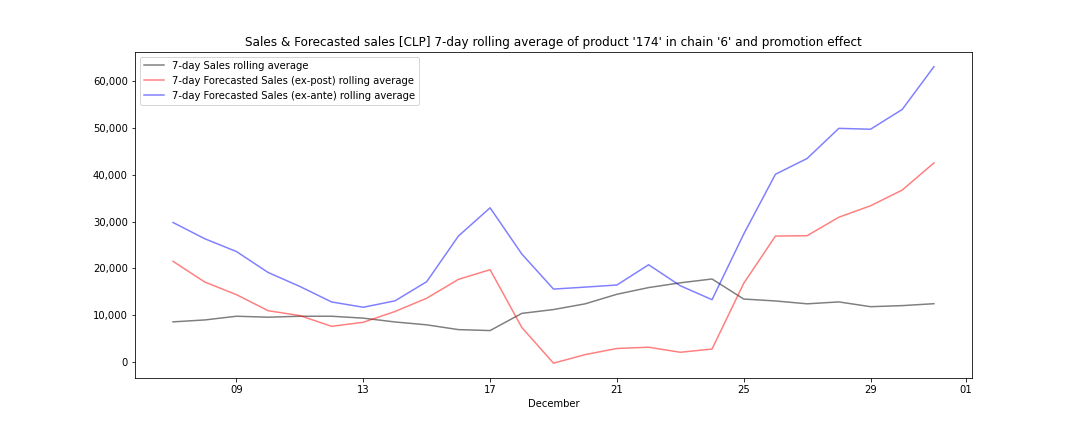 Sales & Forecasted sales [CLP] 7-day rolling average of product '174' in chain '6' and promotion effect
7-day Sales rolling average
7-day Forecasted Sales (ex-post) rolling average
7-day Forecasted Sales (ex-ante) rolling average
60,000
50,000
40,000
30,000
20,000
10,000
0
09 13 17 21 25 29 01
December